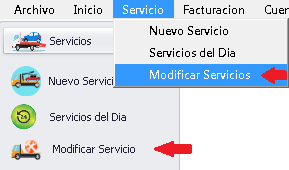 Archivo Inicio Servicio Facturacion Cuen
Servicios
Nuevo Servicio
Servicios del Dia
Modificar Servicios
Nuevo Servici
Servicios del Dia
Modificar Servicio